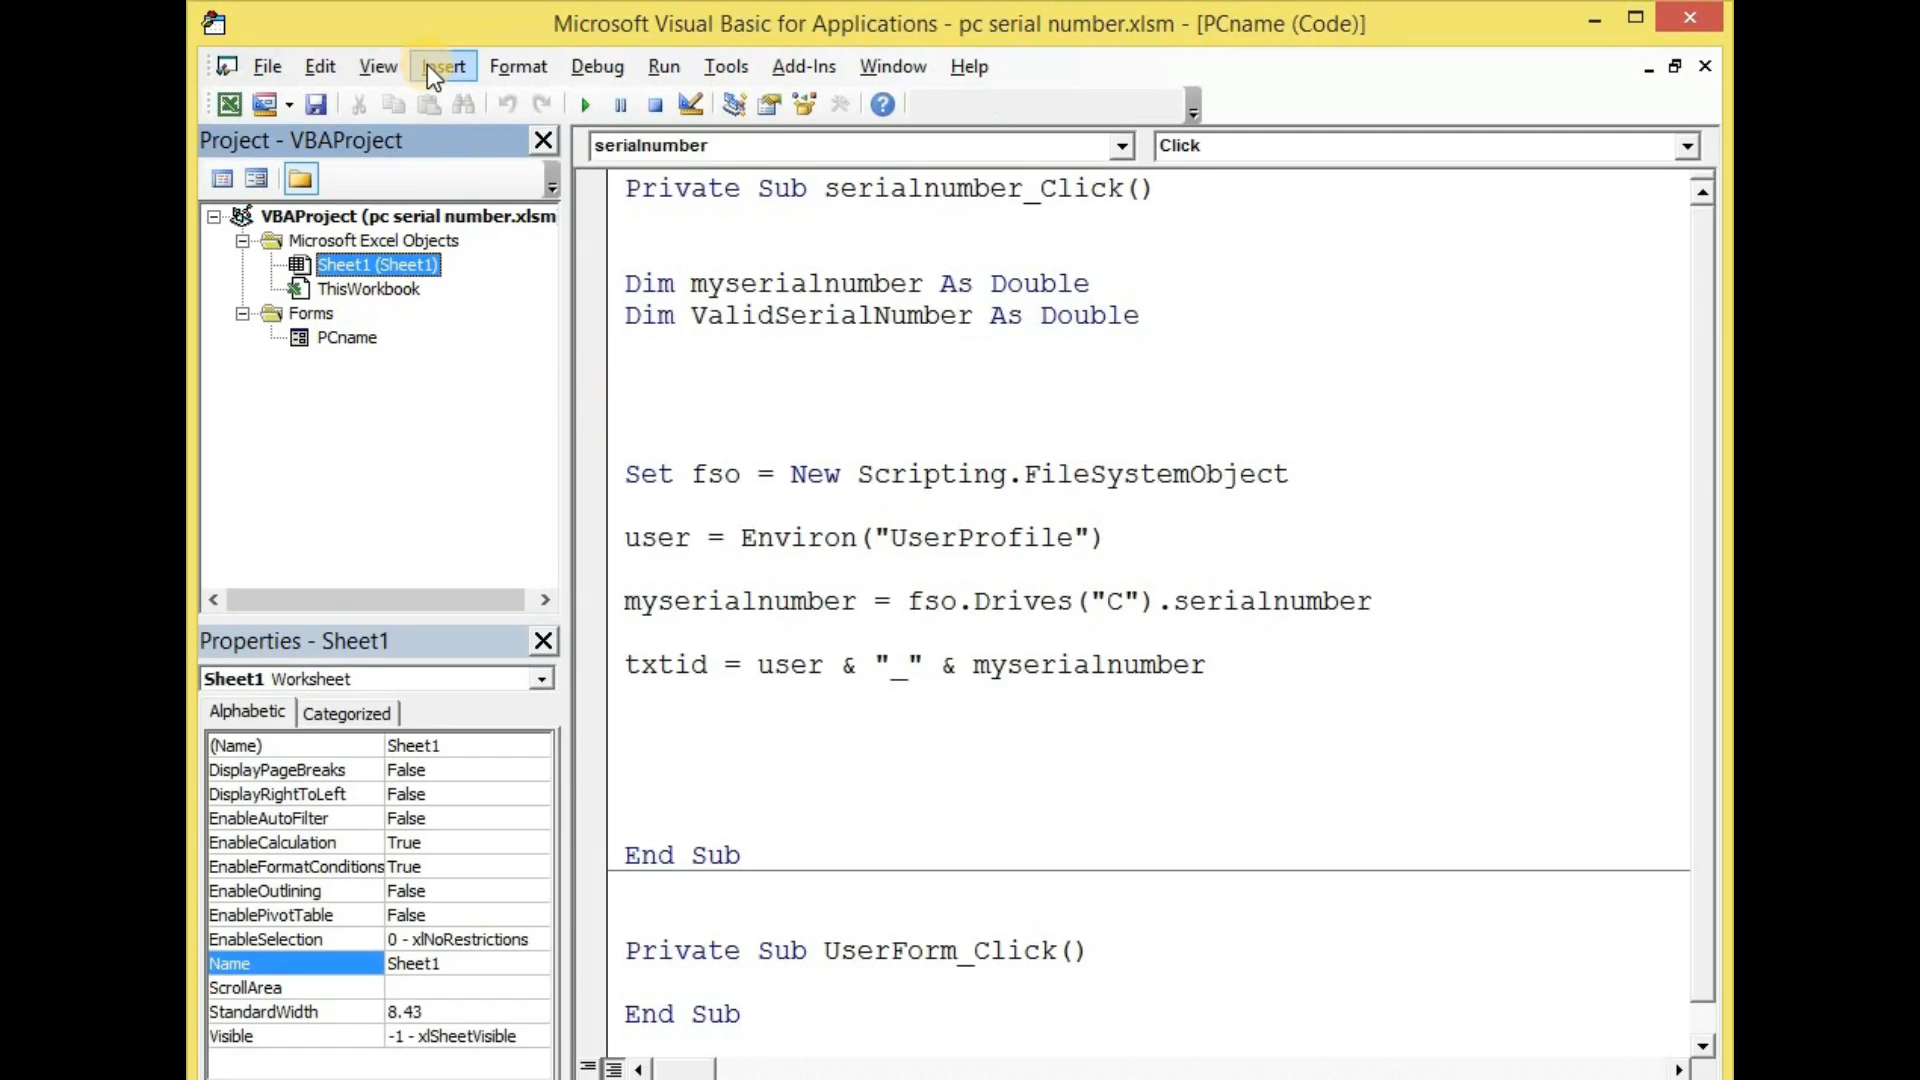 Microsoft Visual Basic for Applications - pc serial number.xlsm - [PCname (Code)]
File Edit View Insert Format Debug Run Tools Add-Ins Window Help
Project - VBAProject
serialnumber
Click
VBAProject (pc serial number.xlsm
Microsoft Excel Objects
Sheet1 (Sheet1)
ThisWorkbook
Forms
PCname
Properties - Sheet1
Sheet1 Worksheet
Alphabetic Categorized
(Name) Sheet1
DisplayPageBreaks False
DisplayRightToLeft False
EnableAutoFilter False
EnableCalculation True
EnableFormatConditions True
EnableOutlining False
EnablePivotTable False
EnableSelection 0 - xlNoRestrictions
Name Sheet1
ScrollArea
StandardWidth 8.43
Visible -1 - xlSheetVisible
Private Sub serialnumber_Click()
Dim myserialnumber As Double
Dim ValidSerialNumber As Double
Set fso = New Scripting.FileSystemObject
user = Environ("UserProfile")
myserialnumber = fso.Drives("C").serialnumber
txtid = user & "_" & myserialnumber
End Sub
Private Sub UserForm_Click()
End Sub